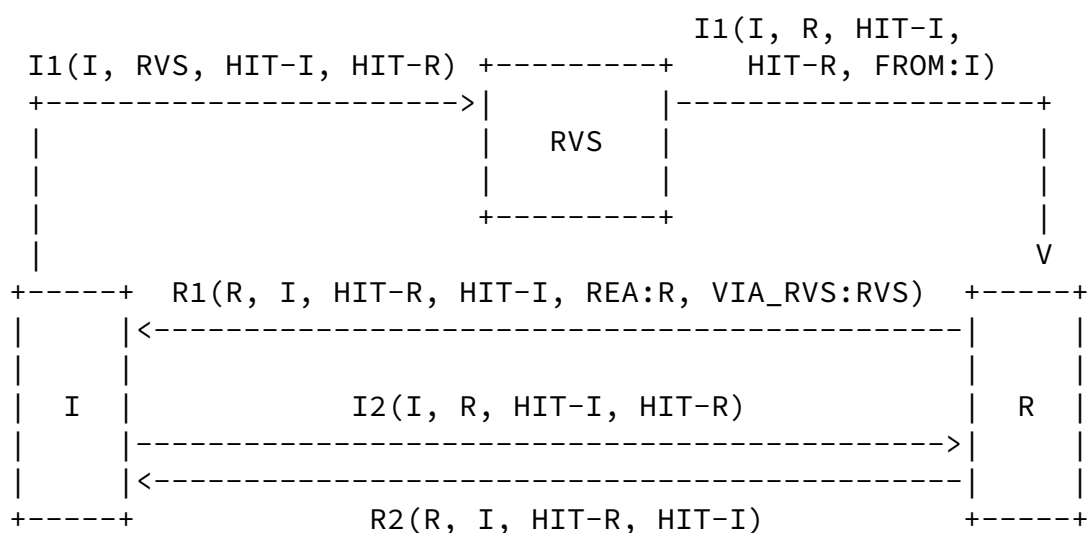 I1(I, R, HIT-I,
I1(I, RVS, HIT-I, HIT-R) HIT-R, FROM:I)
RVS
R1(R, I, HIT-R, HIT-I, REA:R, VIA_RVS:RVS)
I I2(I, R, HIT-I, HIT-R) R
R2(R, I, HIT-R, HIT-I)